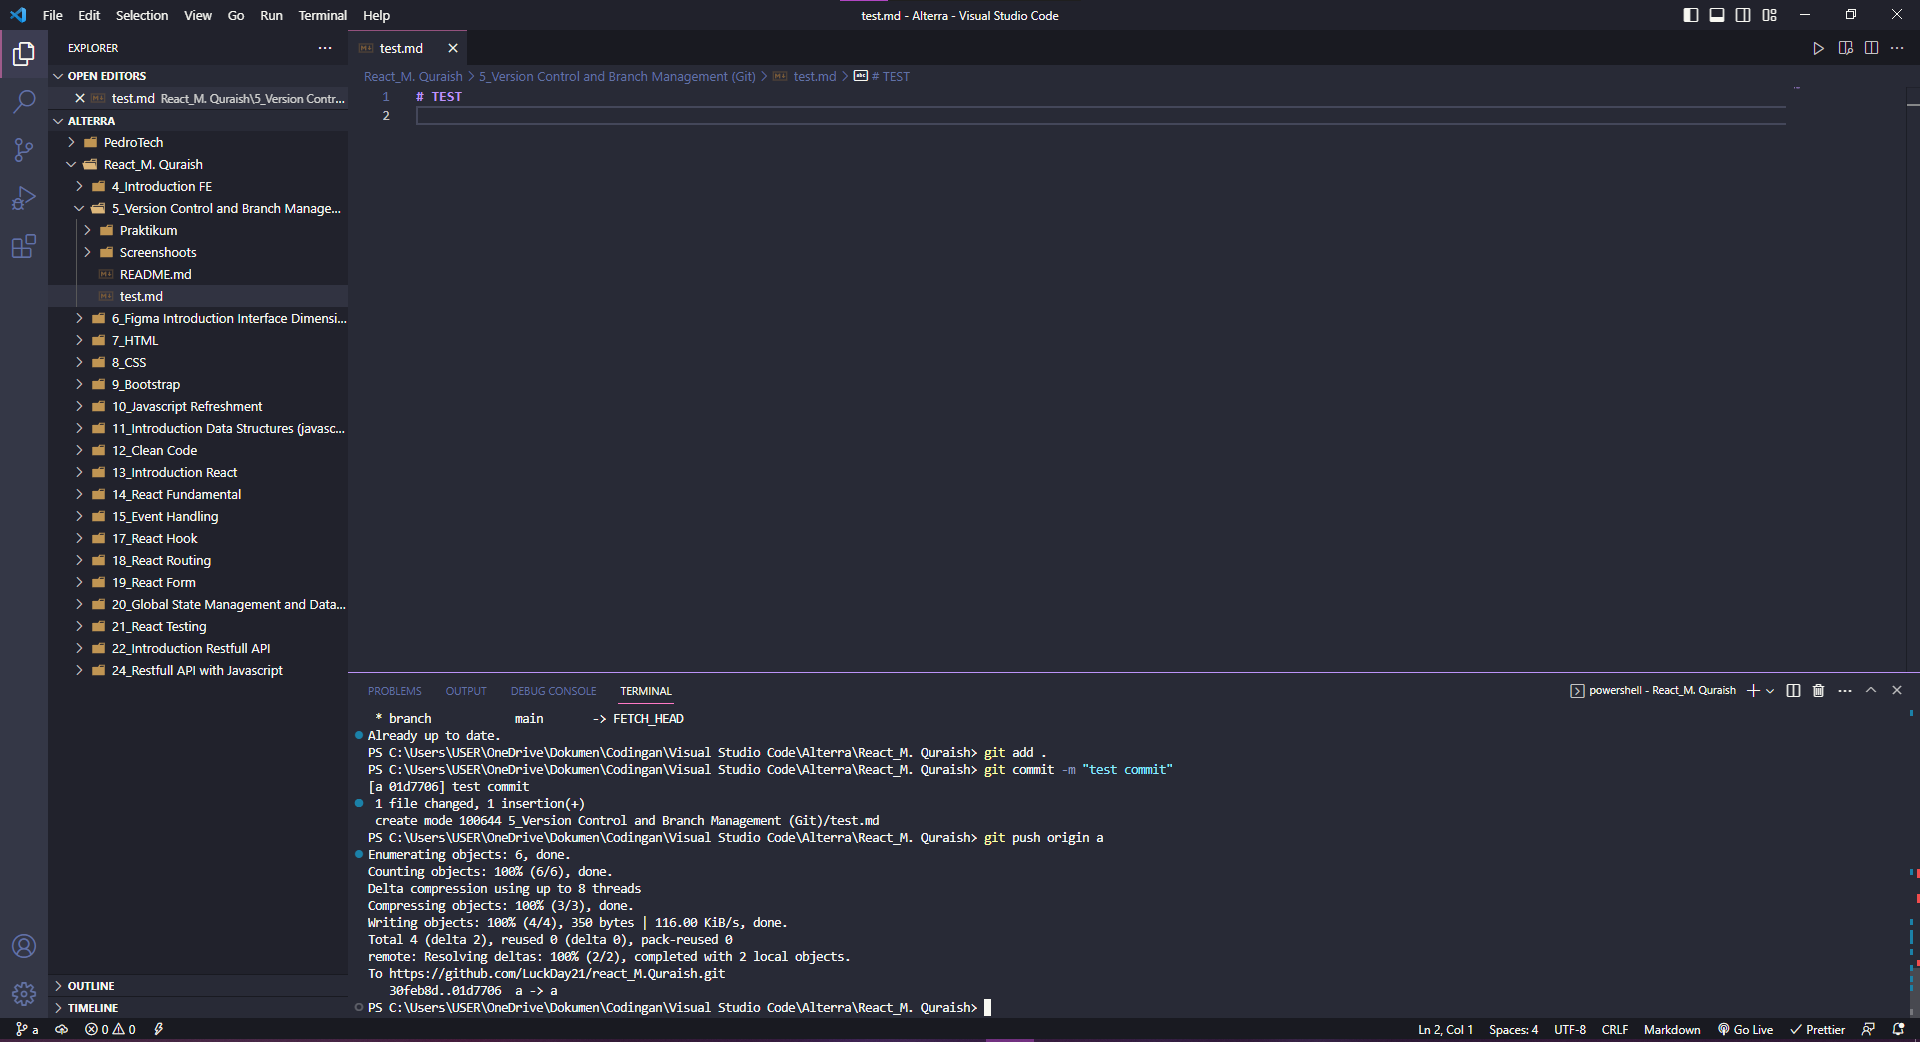 File Edit Selection View Go Run Terminal Help
test.md - Alterra - Visual Studio Code
EXPLORER
OPEN EDITORS
test.md React_M. Quraish\5_Version Contr...
ALTERRA
PedroTech
React_M. Quraish
4_Introduction FE
5_Version Control and Branch Manage...
Praktikum
Screenshoots
README.md
test.md
6_Figma Introduction Interface Dimensi...
7_HTML
8_CSS
9_Bootstrap
10_Javascript Refreshment
11_Introduction Data Structures (javasc...
12_Clean Code
13_Introduction React
14_React Fundamental
15_Event Handling
17_React Hook
18_React Routing
19_React Form
20_Global State Management and Data...
21_React Testing
22_Introduction Restfull API
24_Restfull API with Javascript
OUTLINE
TIMELINE
test.md
React_M. Quraish > 5_Version Control and Branch Management (Git) > test.md > # TEST
1 # TEST
2
PROBLEMS OUTPUT DEBUG CONSOLE TERMINAL
powershell - React_M. Quraish
* branch main -> FETCH_HEAD
Already up to date.
PS C:\Users\USER\OneDrive\Dokumen\Codingan\Visual Studio Code\Alterra\React_M. Quraish> git add .
PS C:\Users\USER\OneDrive\Dokumen\Codingan\Visual Studio Code\Alterra\React_M. Quraish> git commit -m "test commit"
[a 01d7706] test commit
1 file changed, 1 insertion(+)
create mode 100644 5_Version Control and Branch Management (Git)/test.md
PS C:\Users\USER\OneDrive\Dokumen\Codingan\Visual Studio Code\Alterra\React_M. Quraish> git push origin a
Enumerating objects: 6, done.
Counting objects: 100% (6/6), done.
Delta compression using up to 8 threads
Compressing objects: 100% (3/3), done.
Writing objects: 100% (4/4), 350 bytes | 116.00 KiB/s, done.
Total 4 (delta 2), reused 0 (delta 0), pack-reused 0
remote: Resolving deltas: 100% (2/2), completed with 2 local objects.
To https://github.com/LuckDay21/react_M.Quraish.git
30feb8d..01d7706 a -> a
PS C:\Users\USER\OneDrive\Dokumen\Codingan\Visual Studio Code\Alterra\React_M. Quraish>
a 0 0
Ln 2, Col 1 Spaces: 4 UTF-8 CRLF Markdown Go Live Prettier